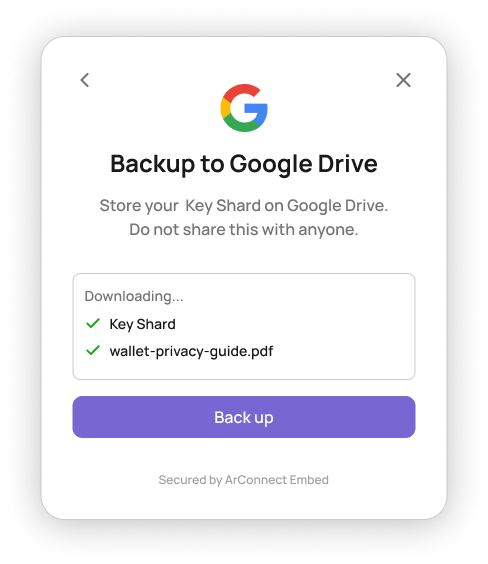 Backup to Google Drive
Store your Key Shard on Google Drive.
Do not share this with anyone.
Downloading...
Key Shard
wallet-privacy-guide.pdf
Back up
Secured by ArConnect Embed